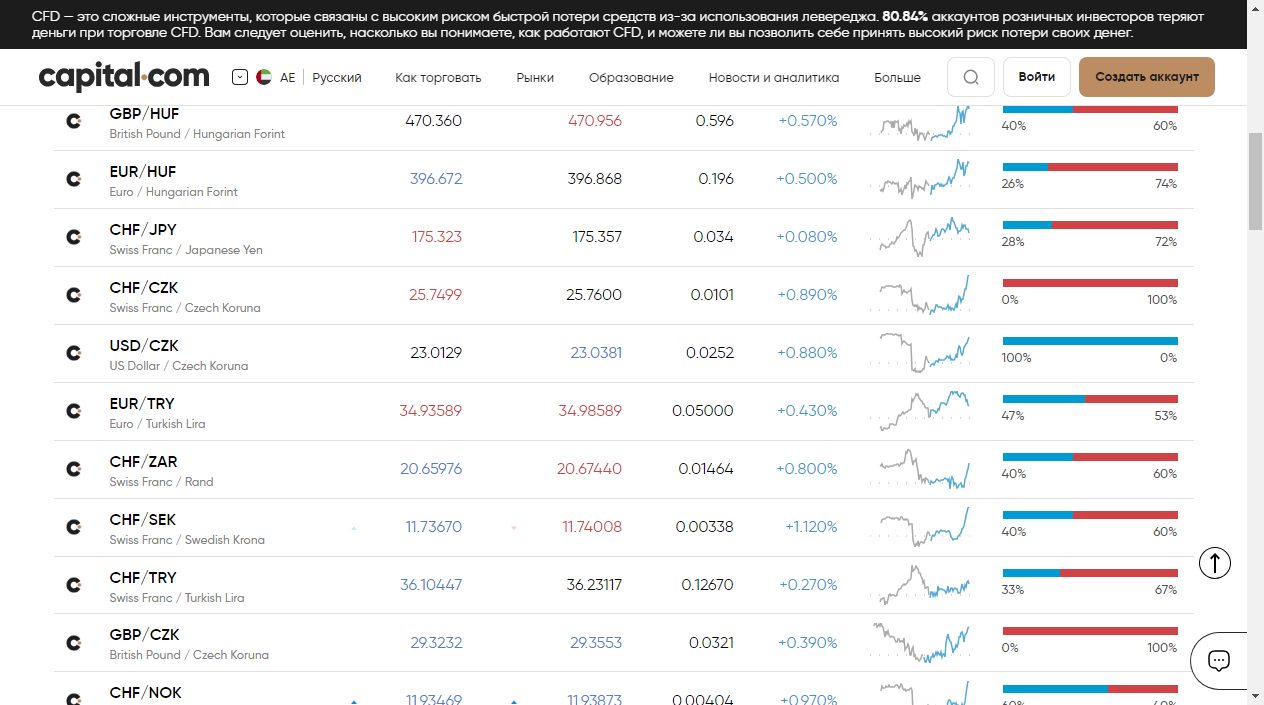 CFD — это сложные инструменты, которые связаны с высоким риском быстрой потери средств из-за использования левереджа. 80.84% аккаунтов розничных инвесторов теряют
деньги при торговле CFD. Вам следует оценить, насколько вы понимаете, как работают CFD, и можете ли вы позволить себе принять высокий риск потери своих денег.
capital.com AE Русский Как торговать Рынки Образование Новости и аналитика Больше Войти Создать аккаунт
GBP/HUF 470.360 470.956 0.596 +0.570%
British Pound / Hungarian Forint 40% 60%
EUR/HUF 396.672 396.868 0.196 +0.500%
Euro / Hungarian Forint 26% 74%
CHF/JPY 175.323 175.357 0.034 +0.080%
Swiss Franc / Japanese Yen 28% 72%
CHF/CZK 25.7499 25.7600 0.0101 +0.890%
Swiss Franc / Czech Koruna 0% 100%
USD/CZK 23.0129 23.0381 0.0252 +0.880%
US Dollar / Czech Koruna 100% 0%
EUR/TRY 34.93589 34.98589 0.05000 +0.430%
Euro / Turkish Lira 47% 53%
CHF/ZAR 20.65976 20.67440 0.01464 +0.800%
Swiss Franc / Rand 40% 60%
CHF/SEK 11.73670 11.74008 0.00338 +1.120%
Swiss Franc / Swedish Krona 40% 60%
CHF/TRY 36.10447 36.23117 0.12670 +0.270%
Swiss Franc / Turkish Lira 33% 67%
GBP/CZK 29.3232 29.3553 0.0321 +0.390%
British Pound / Czech Koruna 0% 100%
CHF/NOK 11.93469 11.93873 0.00404 +0.970%